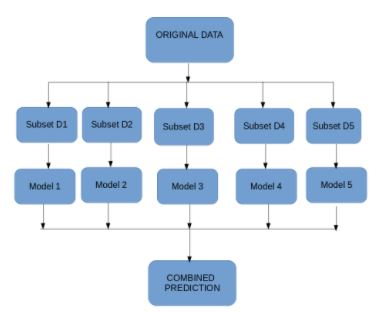 ORIGINAL DATA
Subset D1
Subset D2
Subset D3
Subset D4
Subset D5
Model 1
Model 2
Model 3
Model 4
Model 5
COMBINED
PREDICTION